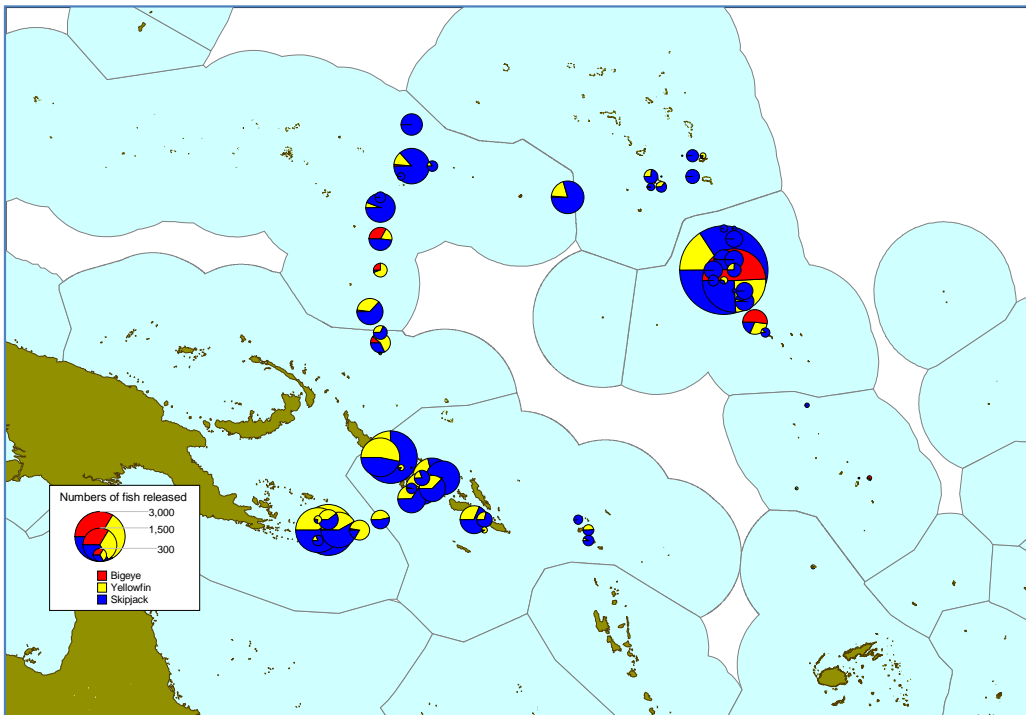 Numbers of fish released
3,000
1,500
300
Bigeye
Yellowfin
Skipjack